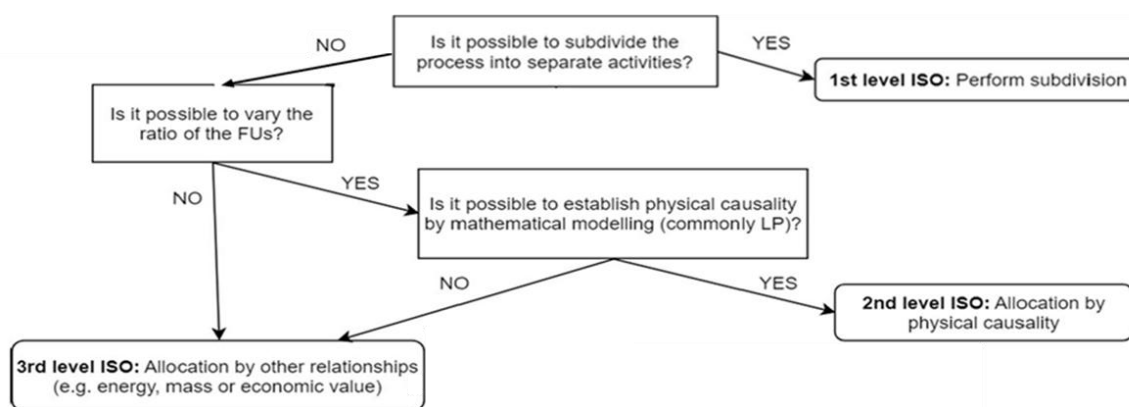 Is it possible to subdivide the
process into separate activities?
NO
YES
1st level ISO: Perform subdivision
Is it possible to vary the
ratio of the FUs?
NO
YES
Is it possible to establish physical causality
by mathematical modelling (commonly LP)?
NO
YES
2nd level ISO: Allocation by
physical causality
3rd level ISO: Allocation by other relationships
(e.g. energy, mass or economic value)